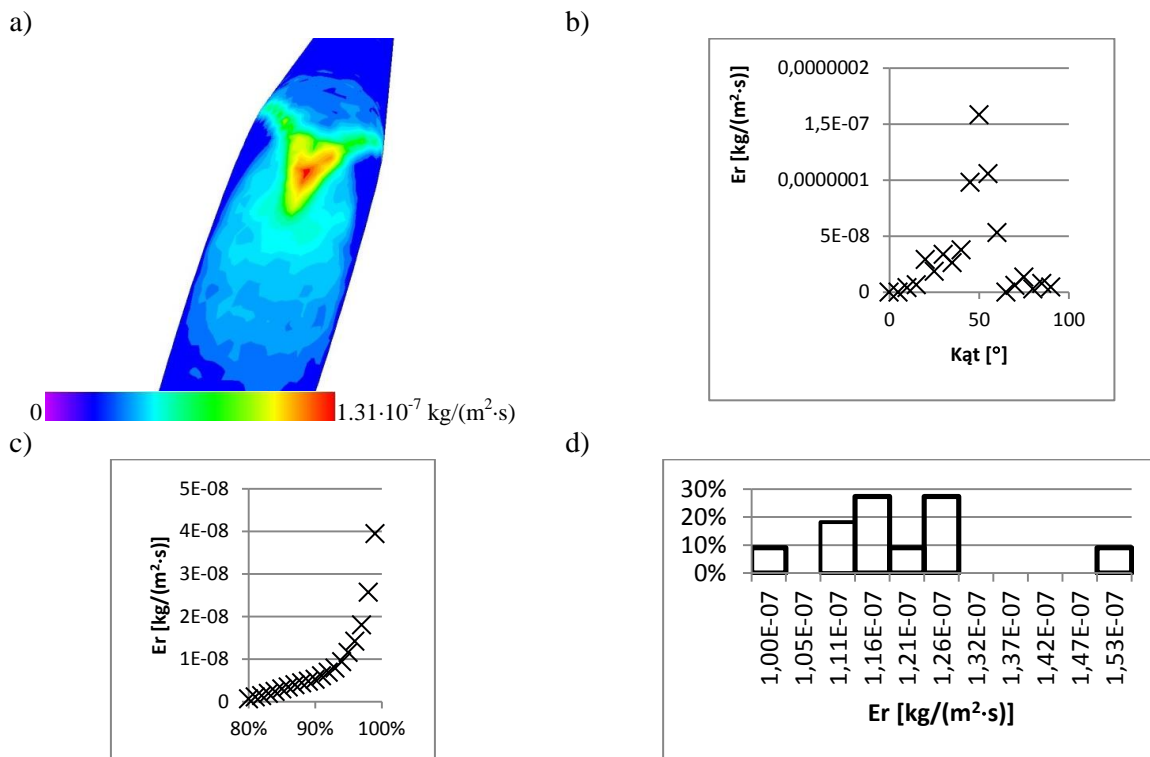 a)
0
1.31·10⁻⁷ kg/(m²·s)
b)
Er [kg/(m²·s)]
0,0000002
1,5E-07
0,0000001
5E-08
0
0 50 100
Kąt [°]
c)
Er [kg/(m²·s)]
5E-08
4E-08
3E-08
2E-08
1E-08
0
80% 90% 100%
d)
30%
20%
10%
0%
1,00E-07
1,05E-07
1,11E-07
1,16E-07
1,21E-07
1,26E-07
1,32E-07
1,37E-07
1,42E-07
1,47E-07
1,53E-07
Er [kg/(m²·s)]